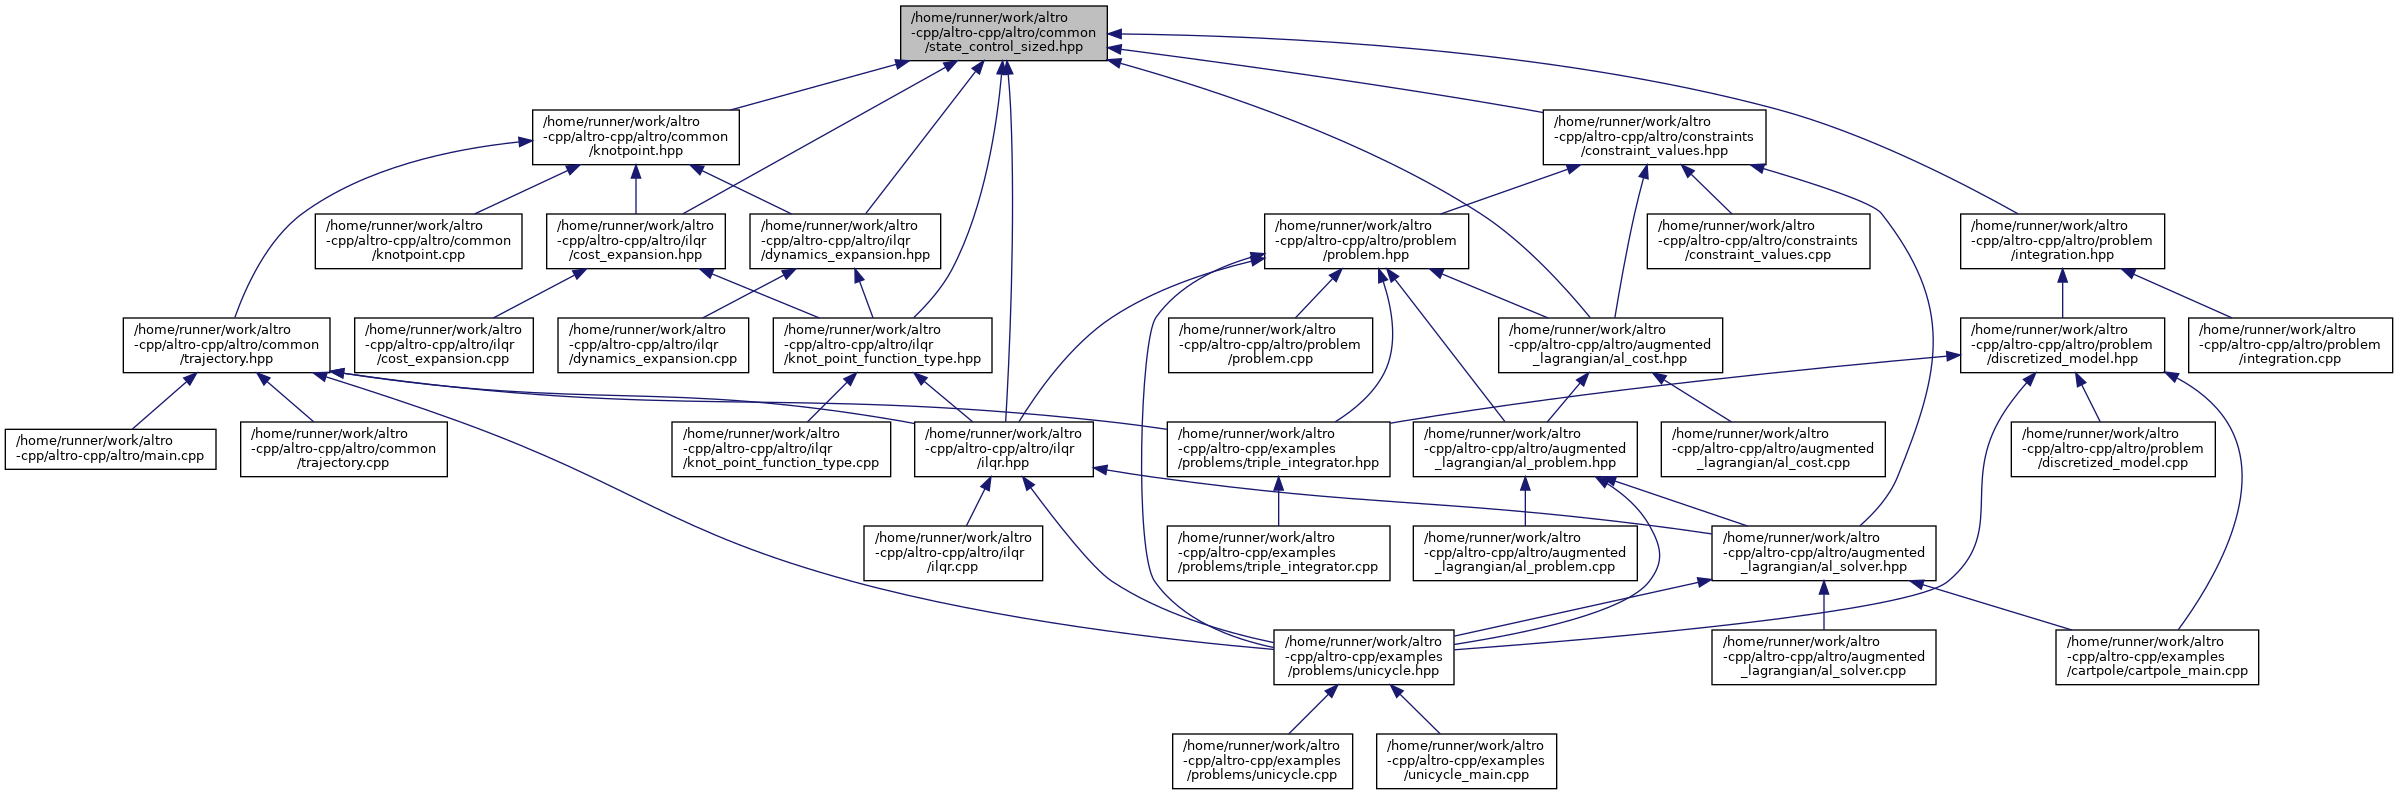 /home/runner/work/altro
-cpp/altro-cpp/altro/common
/state_control_sized.hpp
/home/runner/work/altro
-cpp/altro-cpp/altro/common
/knotpoint.hpp
/home/runner/work/altro
-cpp/altro-cpp/altro/constraints
/constraint_values.hpp
/home/runner/work/altro
-cpp/altro-cpp/altro/common
/knotpoint.cpp
/home/runner/work/altro
-cpp/altro-cpp/altro/ilqr
/cost_expansion.hpp
/home/runner/work/altro
-cpp/altro-cpp/altro/ilqr
/dynamics_expansion.hpp
/home/runner/work/altro
-cpp/altro-cpp/altro/problem
/problem.hpp
/home/runner/work/altro
-cpp/altro-cpp/altro/constraints
/constraint_values.cpp
/home/runner/work/altro
-cpp/altro-cpp/altro/problem
/integration.hpp
/home/runner/work/altro
-cpp/altro-cpp/altro/common
/trajectory.hpp
/home/runner/work/altro
-cpp/altro-cpp/altro/ilqr
/cost_expansion.cpp
/home/runner/work/altro
-cpp/altro-cpp/altro/ilqr
/dynamics_expansion.cpp
/home/runner/work/altro
-cpp/altro-cpp/altro/ilqr
/knot_point_function_type.hpp
/home/runner/work/altro
-cpp/altro-cpp/altro/problem
/problem.cpp
/home/runner/work/altro
-cpp/altro-cpp/altro/augmented
_lagrangian/al_cost.hpp
/home/runner/work/altro
-cpp/altro-cpp/altro/problem
/discretized_model.hpp
/home/runner/work/altro
-cpp/altro-cpp/altro/problem
/integration.cpp
/home/runner/work/altro
-cpp/altro-cpp/altro/main.cpp
/home/runner/work/altro
-cpp/altro-cpp/altro/common
/trajectory.cpp
/home/runner/work/altro
-cpp/altro-cpp/altro/ilqr
/knot_point_function_type.cpp
/home/runner/work/altro
-cpp/altro-cpp/altro/ilqr
/ilqr.hpp
/home/runner/work/altro
-cpp/altro-cpp/examples
/problems/triple_integrator.hpp
/home/runner/work/altro
-cpp/altro-cpp/altro/augmented
_lagrangian/al_problem.hpp
/home/runner/work/altro
-cpp/altro-cpp/altro/augmented
_lagrangian/al_cost.cpp
/home/runner/work/altro
-cpp/altro-cpp/altro/problem
/discretized_model.cpp
/home/runner/work/altro
-cpp/altro-cpp/altro/ilqr
/ilqr.cpp
/home/runner/work/altro
-cpp/altro-cpp/examples
/problems/triple_integrator.cpp
/home/runner/work/altro
-cpp/altro-cpp/altro/augmented
_lagrangian/al_problem.cpp
/home/runner/work/altro
-cpp/altro-cpp/altro/augmented
_lagrangian/al_solver.hpp
/home/runner/work/altro
-cpp/altro-cpp/examples
/problems/unicycle.hpp
/home/runner/work/altro
-cpp/altro-cpp/altro/augmented
_lagrangian/al_solver.cpp
/home/runner/work/altro
-cpp/altro-cpp/examples
/cartpole/cartpole_main.cpp
/home/runner/work/altro
-cpp/altro-cpp/examples
/problems/unicycle.cpp
/home/runner/work/altro
-cpp/altro-cpp/examples
/unicycle_main.cpp